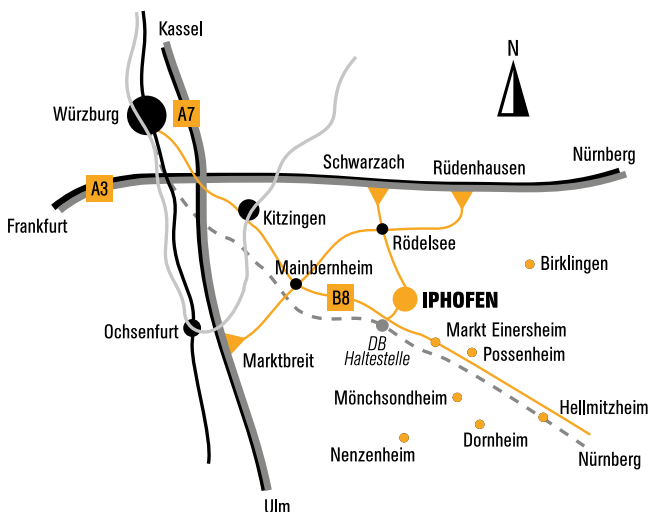 Kassel
N
Würzburg
A7
Schwarzach
Rüdenhausen
Nürnberg
A3
Frankfurt
Kitzingen
Rödelsee
Mainbernheim
Birklingen
B8
IPHOFEN
Ochsenfurt
Markt Einersheim
DB
Haltestelle
Possenheim
Marktbreit
Mönchsondheim
Hellmitzheim
Dornheim
Nenzenheim
Nürnberg
Ulm